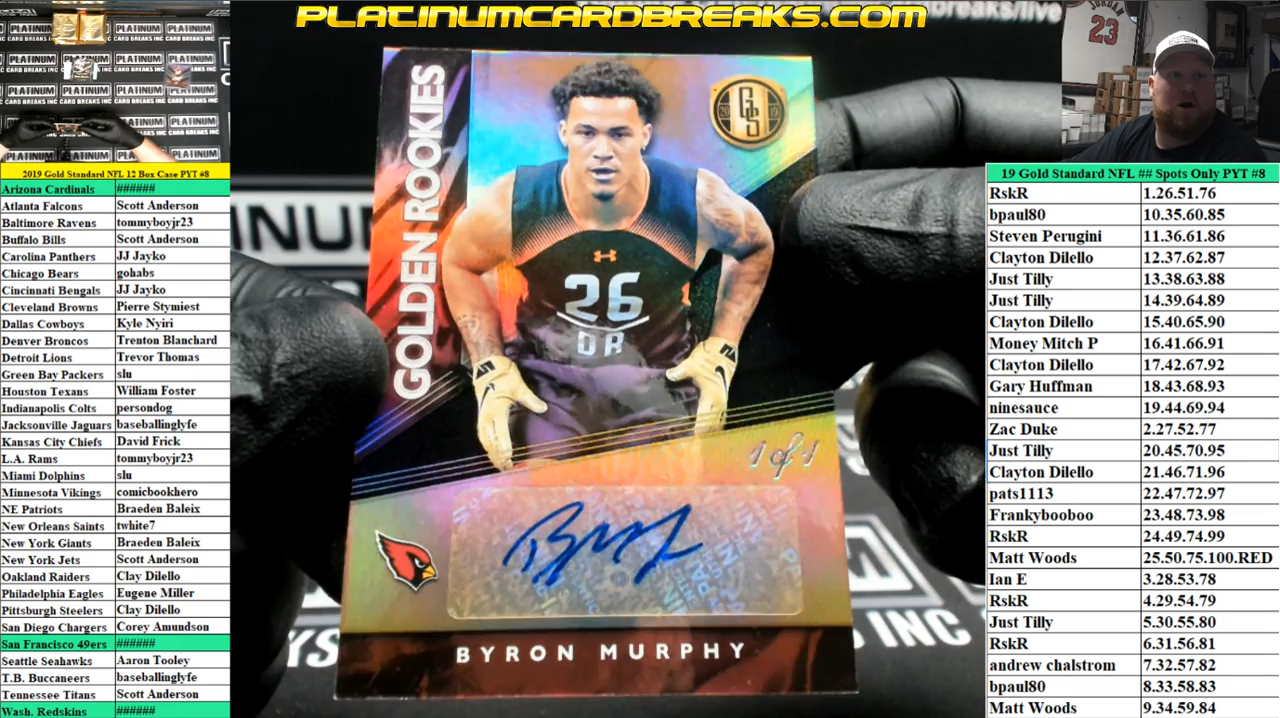 PLATINUMCARDBREAKS.COM
JORDAN
23
2019 Gold Standard NFL 12 Box Case PYT #8
Arizona Cardinals ######
Atlanta Falcons Scott Anderson
Baltimore Ravens tommyboyjr23
Buffalo Bills Scott Anderson
Carolina Panthers JJ Jayko
Chicago Bears gohabs
Cincinnati Bengals JJ Jayko
Cleveland Browns Pierre Stymiest
Dallas Cowboys Kyle Nyiri
Denver Broncos Trenton Blanchard
Detroit Lions Trevor Thomas
Green Bay Packers slu
Houston Texans William Foster
Indianapolis Colts persondog
Jacksonville Jaguars baseballinglyfe
Kansas City Chiefs David Frick
L.A. Rams tommyboyjr23
Miami Dolphins slu
Minnesota Vikings comicbookhero
NE Patriots Braeden Baleix
New Orleans Saints twhite7
New York Giants Braeden Baleix
New York Jets Scott Anderson
Oakland Raiders Clay Dilello
Philadelphia Eagles Eugene Miller
Pittsburgh Steelers Clay Dilello
San Diego Chargers Corey Amundson
San Francisco 49ers ######
Seattle Seahawks Aaron Tooley
T.B. Buccaneers baseballinglyfe
Tennessee Titans Scott Anderson
Wash. Redskins ######
GOLDEN ROOKIES
20 GS 19
26
DB
1 of 1
BYRON MURPHY
19 Gold Standard NFL ## Spots Only PYT #8
RskR 1.26.51.76
bpaul80 10.35.60.85
Steven Perugini 11.36.61.86
Clayton Dilello 12.37.62.87
Just Tilly 13.38.63.88
Just Tilly 14.39.64.89
Clayton Dilello 15.40.65.90
Money Mitch P 16.41.66.91
Clayton Dilello 17.42.67.92
Gary Huffman 18.43.68.93
ninesauce 19.44.69.94
Zac Duke 2.27.52.77
Just Tilly 20.45.70.95
Clayton Dilello 21.46.71.96
pats1113 22.47.72.97
Frankybooboo 23.48.73.98
RskR 24.49.74.99
Matt Woods 25.50.75.100.RED
Ian E 3.28.53.78
RskR 4.29.54.79
Just Tilly 5.30.55.80
RskR 6.31.56.81
andrew chalstrom 7.32.57.82
bpaul80 8.33.58.83
Matt Woods 9.34.59.84